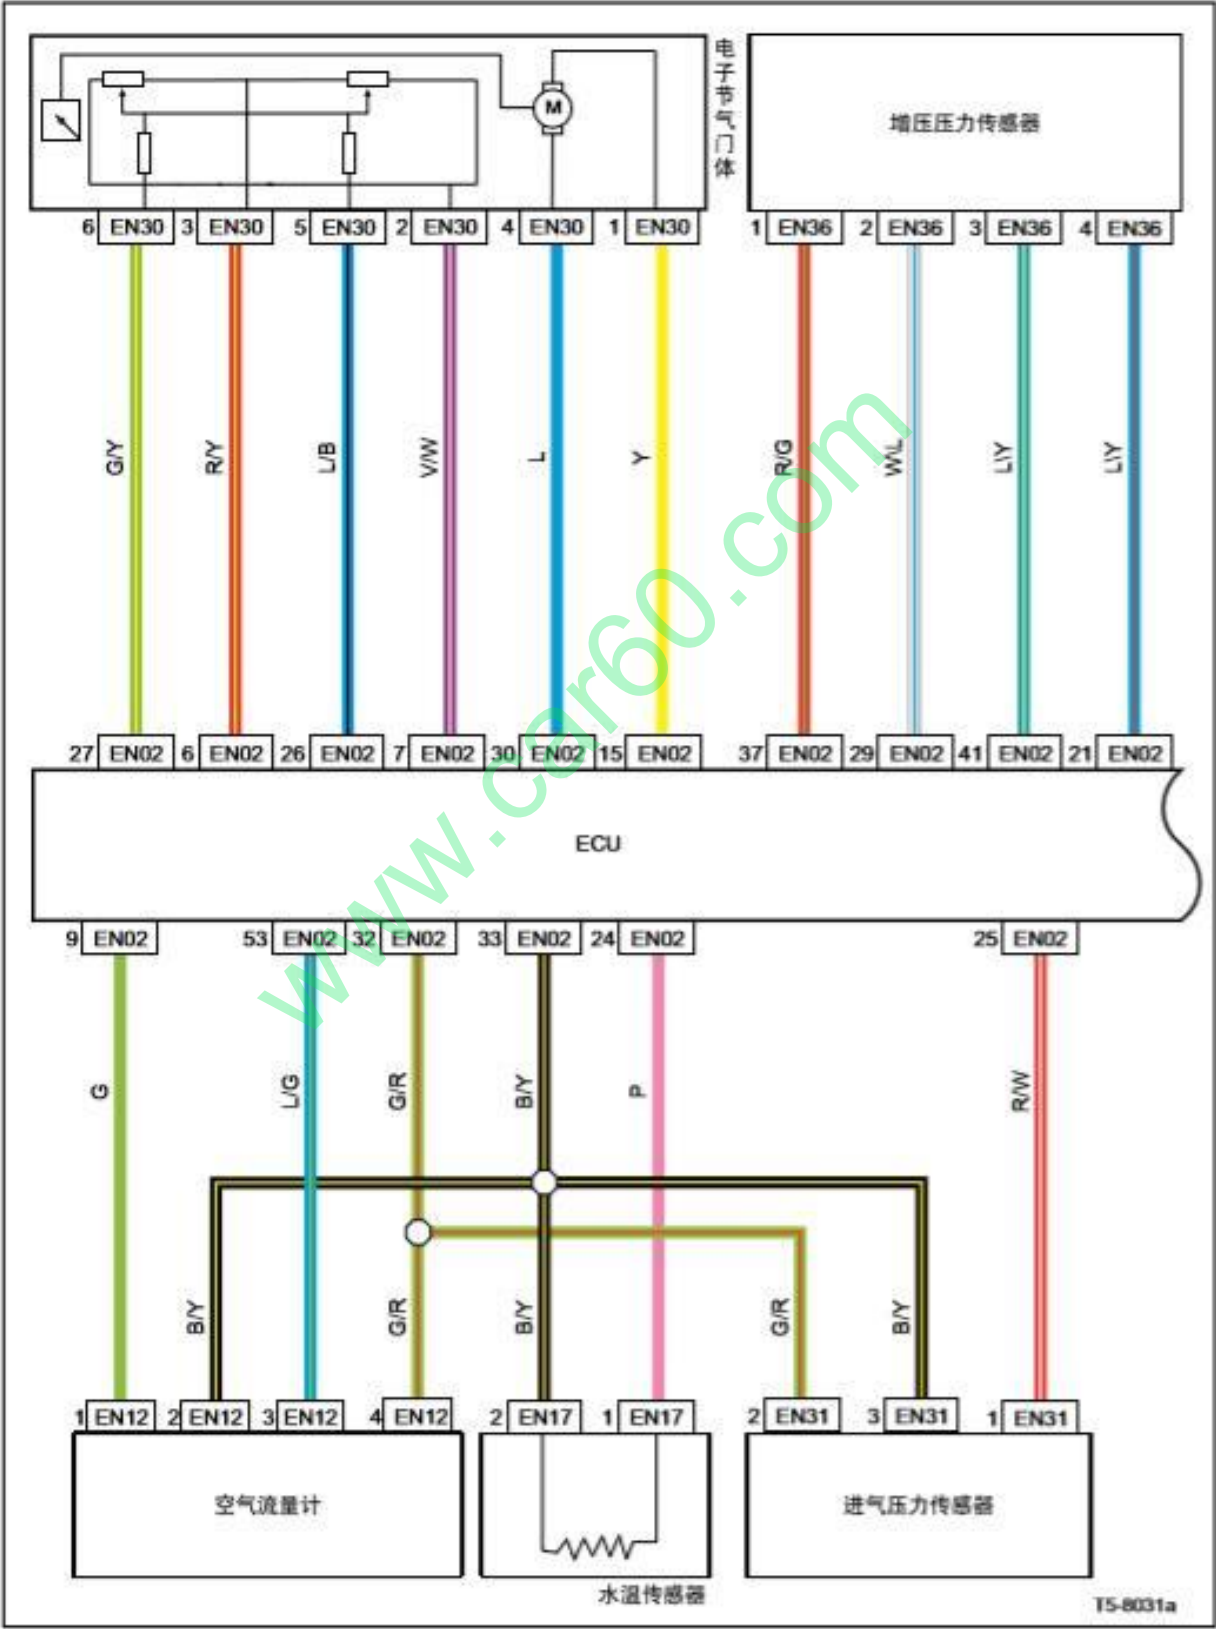 电子节气门体
增压压力传感器
6 EN30 3 EN30 5 EN30 2 EN30 4 EN30 1 EN30 1 EN36 2 EN36 3 EN36 4 EN36
M
G/Y R/Y L/B V/W L Y R/G W\L L\Y L\Y
27 EN02 6 EN02 26 EN02 7 EN02 30 EN02 15 EN02 37 EN02 29 EN02 41 EN02 21 EN02
ECU
www.car60.com
9 EN02 53 EN02 32 EN02 33 EN02 24 EN02 25 EN02
G L/G G/R B/Y P R/W
B/Y G/R B/Y G/R B/Y
1 EN12 2 EN12 3 EN12 4 EN12 2 EN17 1 EN17 2 EN31 3 EN31 1 EN31
空气流量计
进气压力传感器
水温传感器
T5-8031a